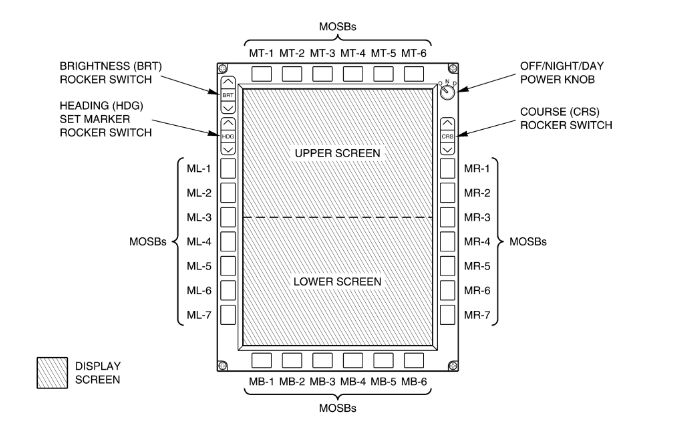 MOSBs
MT-1 MT-2 MT-3 MT-4 MT-5 MT-6
BRIGHTNESS (BRT)
ROCKER SWITCH
OFF/NIGHT/DAY
POWER KNOB
O N D
BRT
HEADING (HDG)
SET MARKER
ROCKER SWITCH
COURSE (CRS)
ROCKER SWITCH
HDG
CRS
UPPER SCREEN
ML-1
ML-2
ML-3
ML-4
ML-5
ML-6
ML-7
MOSBs
MR-1
MR-2
MR-3
MR-4
MR-5
MR-6
MR-7
MOSBs
LOWER SCREEN
DISPLAY
SCREEN
MB-1 MB-2 MB-3 MB-4 MB-5 MB-6
MOSBs